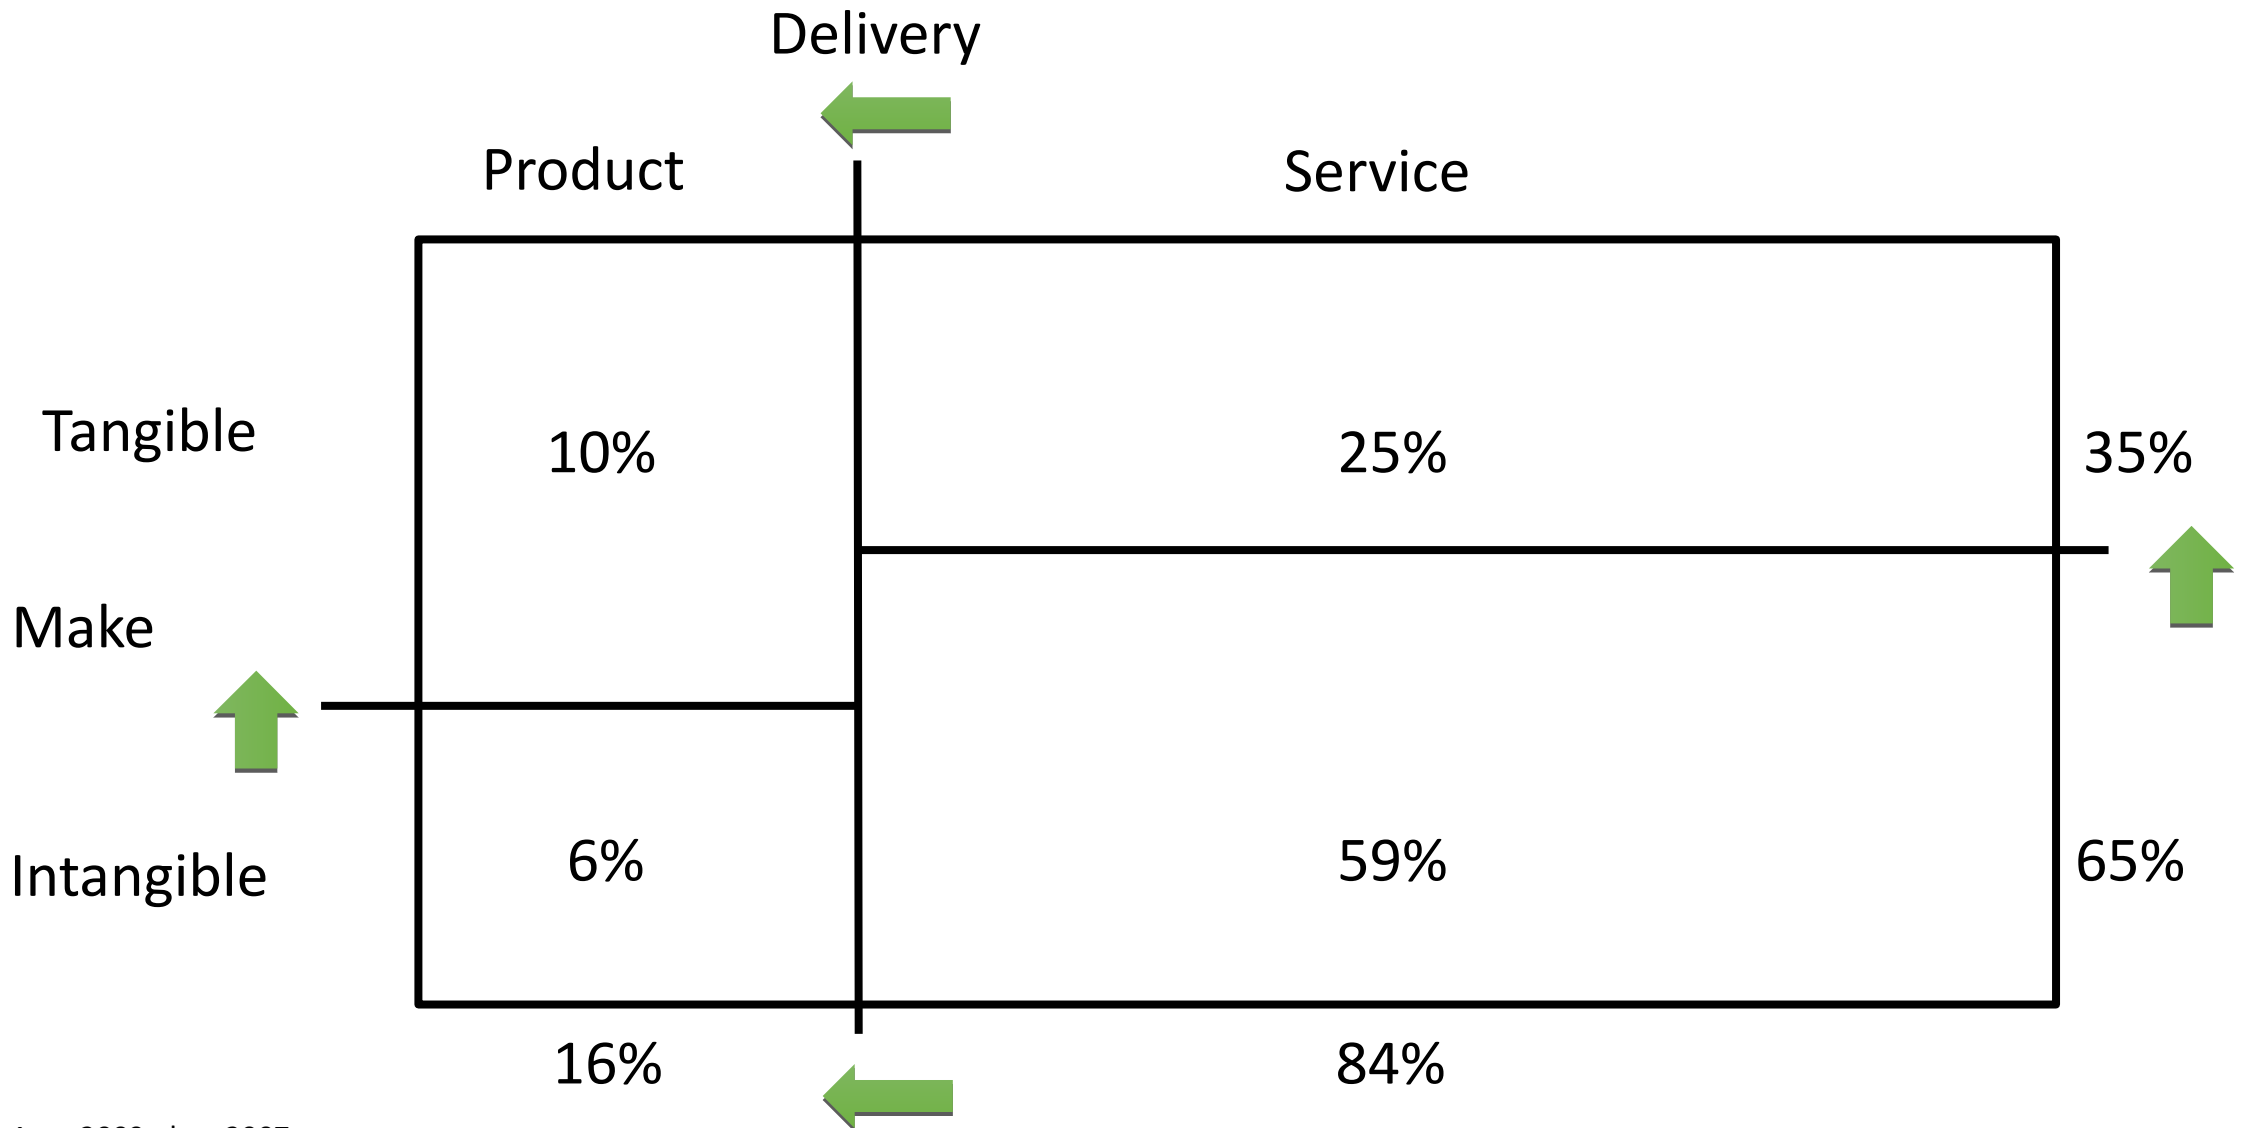 Delivery
Product Service
Tangible 10% 25% 35%
Make
Intangible 6% 59% 65%
16% 84%